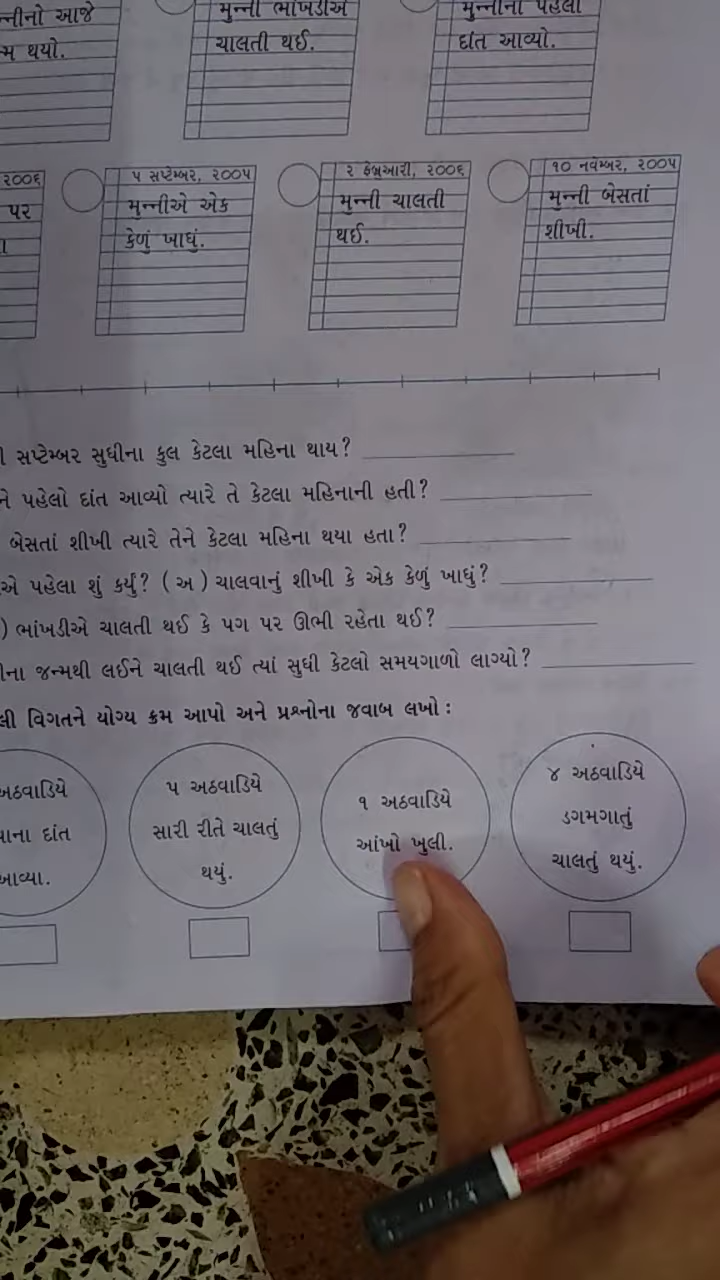 ન્નીનો આજે
મ થયો.
મુન્ની ભાંખડીએ
ચાલતી થઈ.
મુન્નીના પહેલા
દાંત આવ્યો.
૨૦૦૬
પર
૫ સપ્ટેમ્બર, ૨૦૦૫
મુન્નીએ એક
કેળું ખાધું.
૨ ફેબ્રુઆરી, ૨૦૦૬
મુન્ની ચાલતી
થઈ.
૧૦ નવેમ્બર, ૨૦૦૫
મુન્ની બેસતાં
શીખી.
સપ્ટેમ્બર સુધીના કુલ કેટલા મહિના થાય?
ને પહેલો દાંત આવ્યો ત્યારે તે કેટલા મહિનાની હતી?
બેસતાં શીખી ત્યારે તેને કેટલા મહિના થયા હતા?
એ પહેલા શું કર્યું? (અ) ચાલવાનું શીખી કે એક કેળું ખાધું?
) ભાંખડીએ ચાલતી થઈ કે પગ પર ઊભી રહેતા થઈ?
ીના જન્મથી લઈને ચાલતી થઈ ત્યાં સુધી કેટલો સમયગાળો લાગ્યો?
લી વિગતને યોગ્ય ક્રમ આપો અને પ્રશ્નોના જવાબ લખો :
અઠવાડિયે
ાના દાંત
આવ્યા.
૫ અઠવાડિયે
સારી રીતે ચાલતું
થયું.
૧ અઠવાડિયે
આંખો ખુલી.
૪ અઠવાડિયે
ડગમગાતું
ચાલતું થયું.